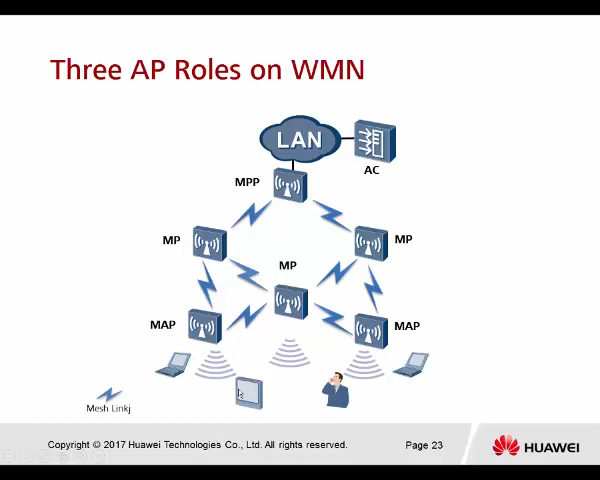 Three AP Roles on WMN
LAN
AC
MPP
MP
MP
MP
MAP
MAP
Mesh Linkj
Copyright © 2017 Huawei Technologies Co., Ltd. All rights reserved.
Page 23
HUAWEI